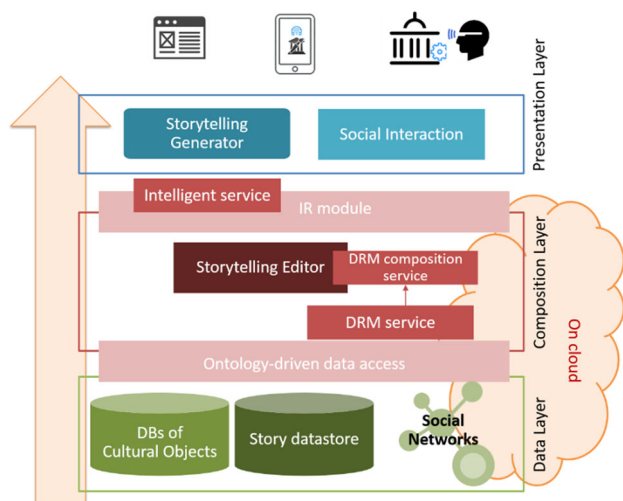 Storytelling
Generator
Social Interaction
Presentation Layer
Intelligent service
IR module
Storytelling Editor
DRM composition
service
DRM service
Composition Layer
On cloud
Ontology-driven data access
DBs of
Cultural Objects
Story datastore
Social
Networks
Data Layer